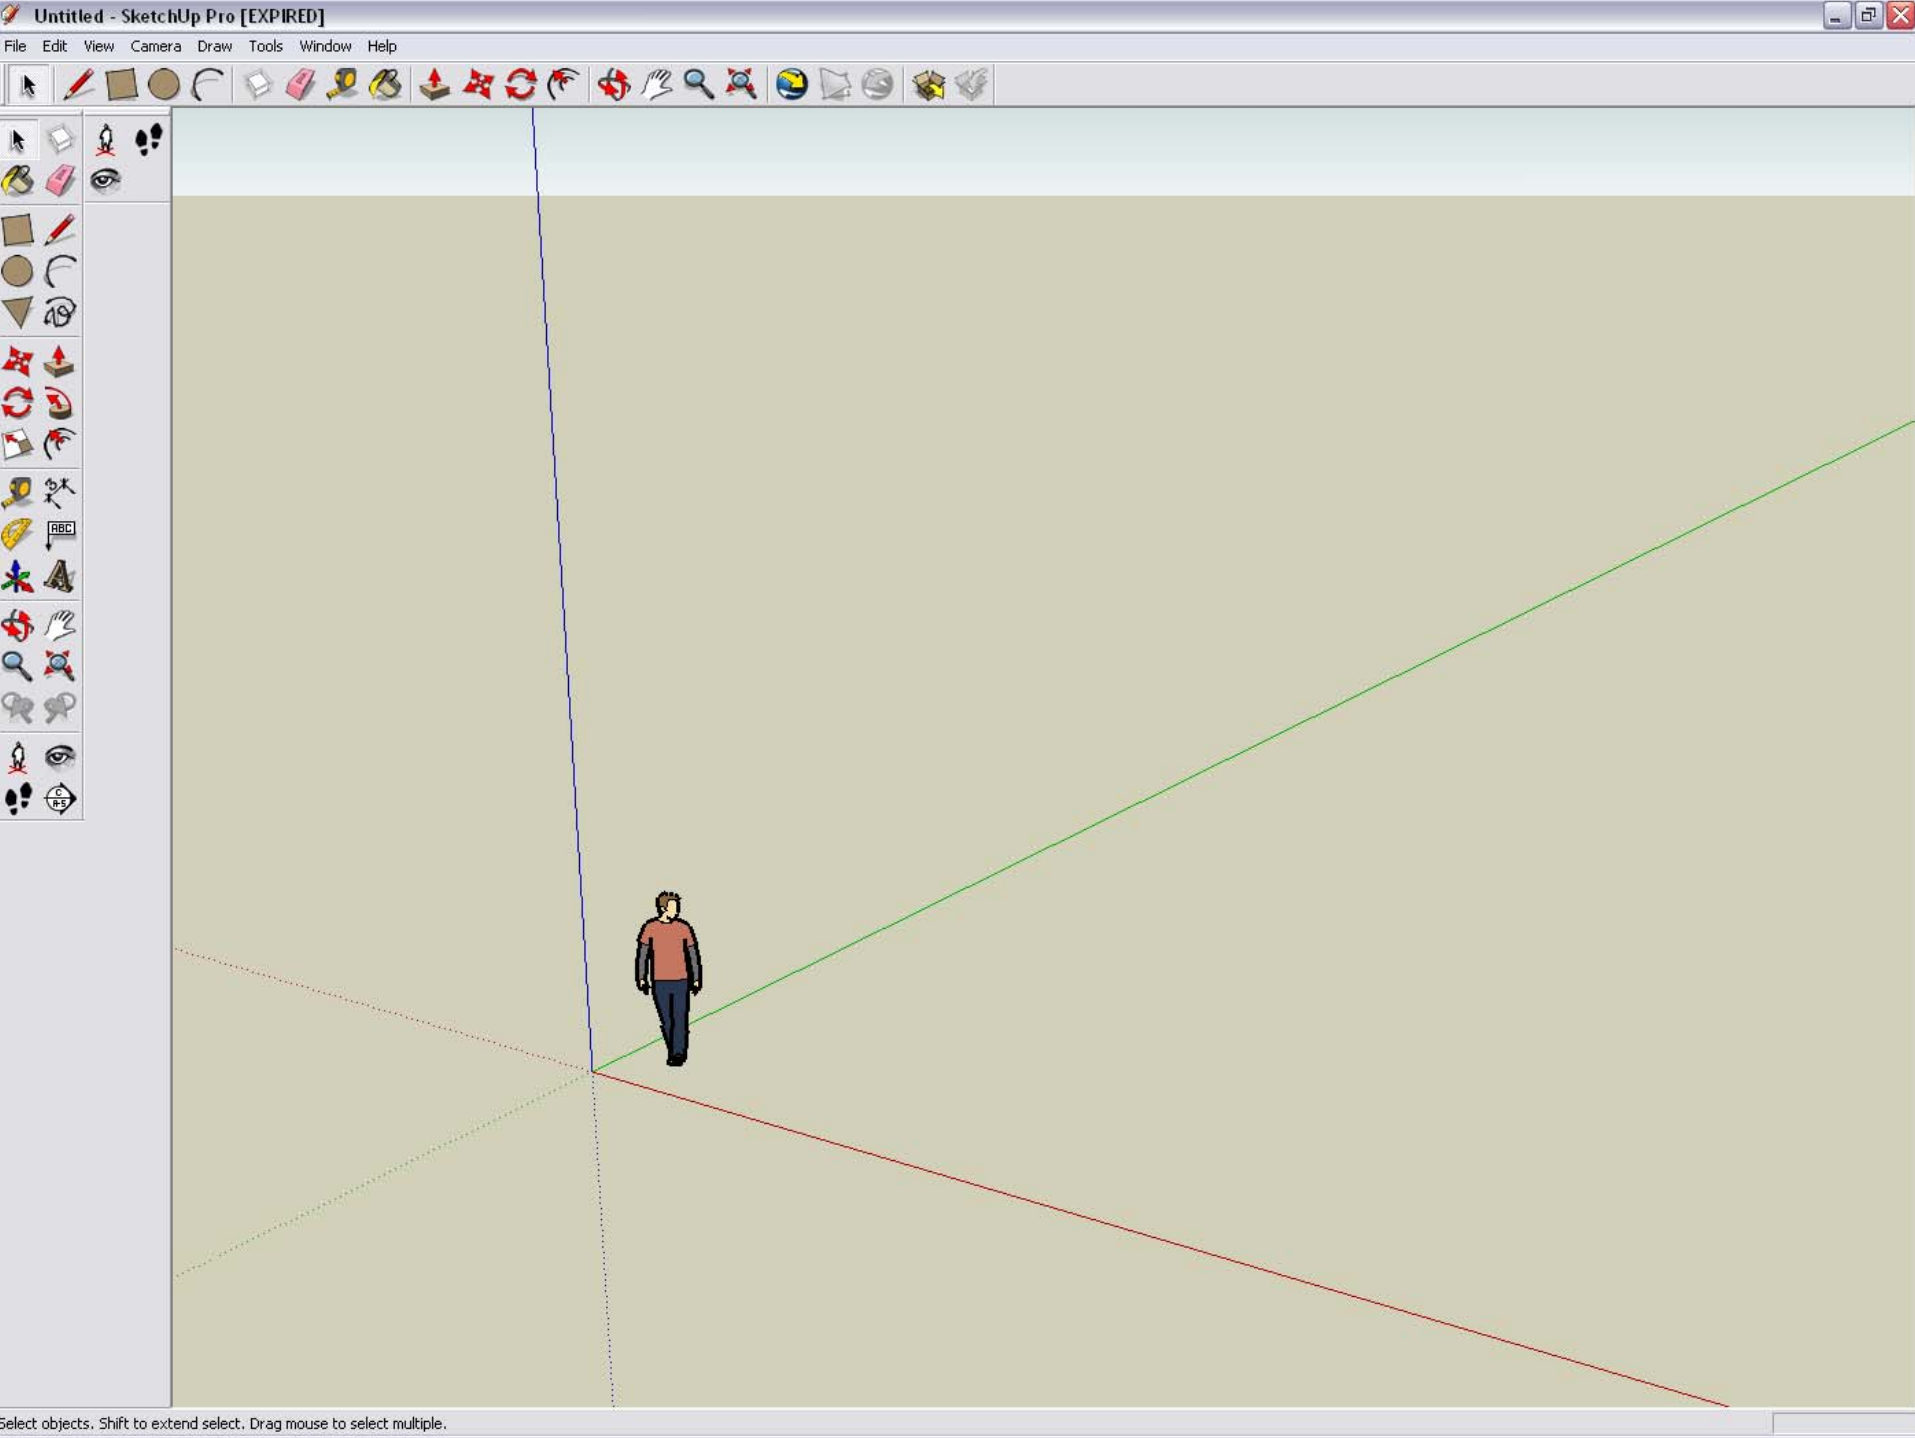 Untitled - SketchUp Pro [EXPIRED]
File Edit View Camera Draw Tools Window Help
ABC
A
C
A-5
Select objects. Shift to extend select. Drag mouse to select multiple.